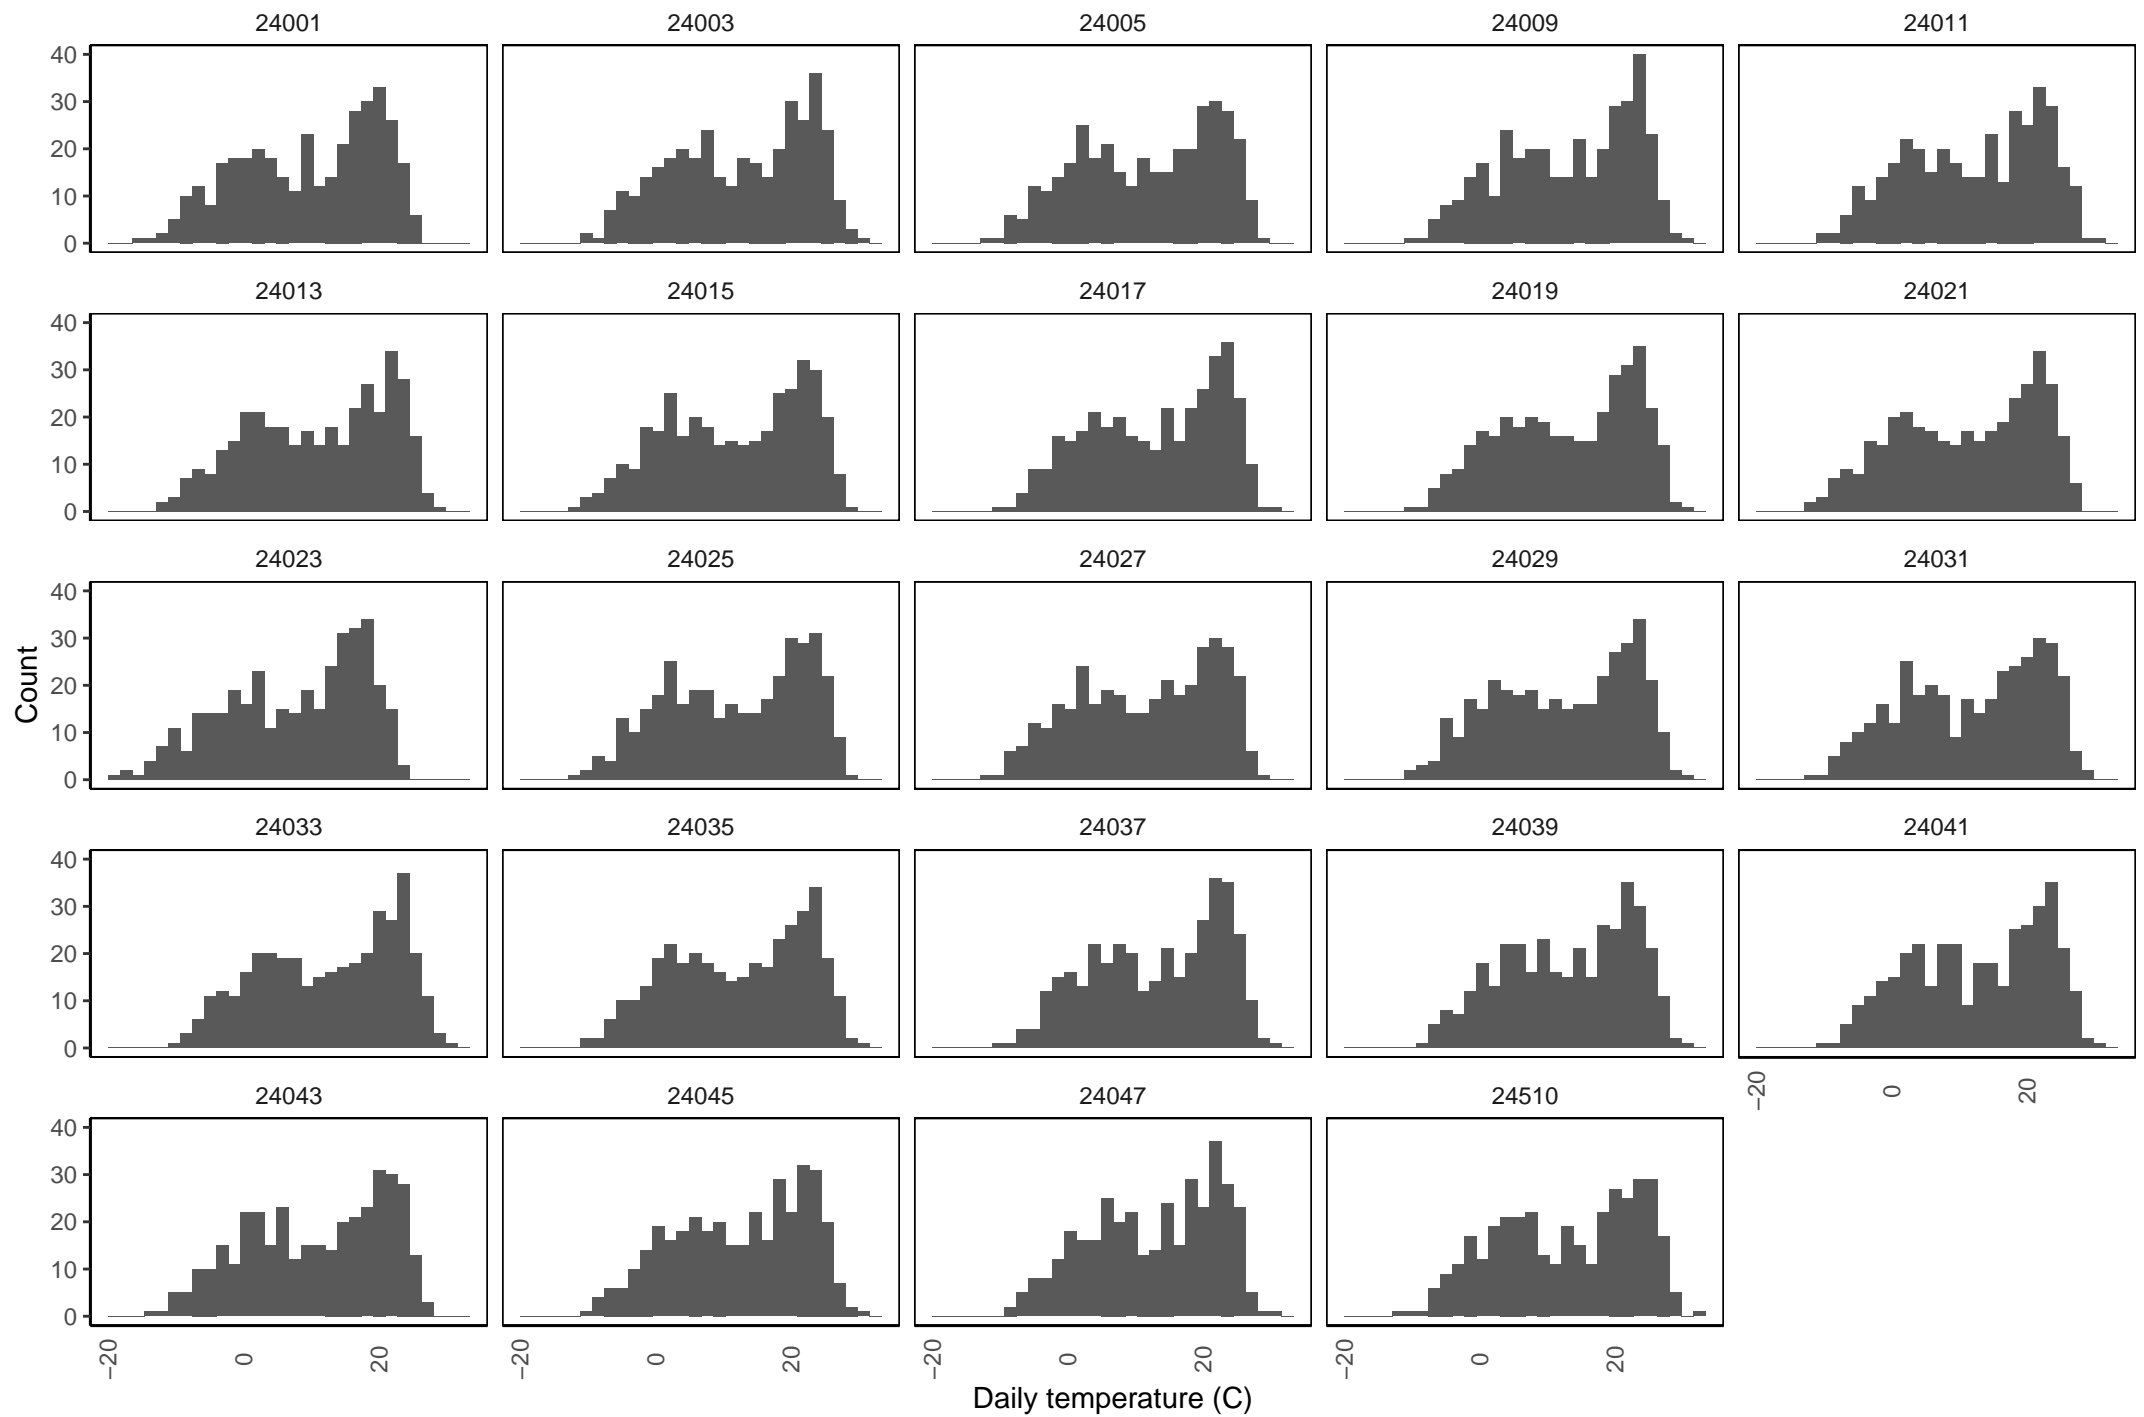 24001 24003 24005 24009 24011
40
30
20
10
0
24013 24015 24017 24019 24021
40
30
20
10
0
24023 24025 24027 24029 24031
40
30
20
10
0
Count
24033 24035 24037 24039 24041
40
30
20
10
0
−20 0 20
24043 24045 24047 24510
40
30
20
10
0
−20 0 20 −20 0 20 −20 0 20 −20 0 20
Daily temperature (C)